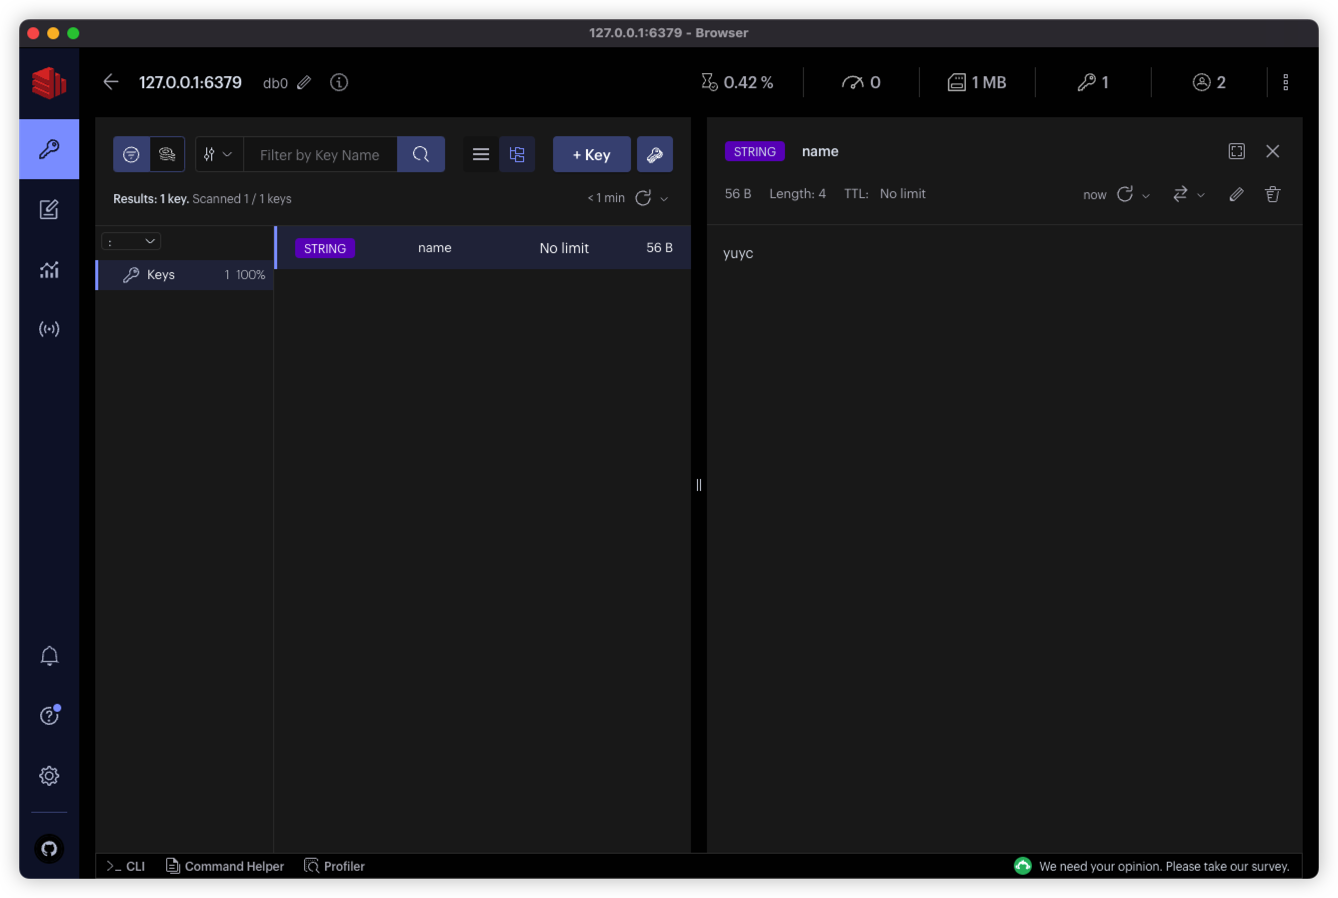 127.0.0.1:6379 - Browser
127.0.0.1:6379 db0 0.42 % 0 1 MB 1 2
Filter by Key Name + Key
Results: 1 key. Scanned 1 / 1 keys < 1 min
:
Keys 1 100%
STRING name No limit 56 B
STRING name
56 B Length: 4 TTL: No limit now
yuyc
>_ CLI Command Helper Profiler We need your opinion. Please take our survey.